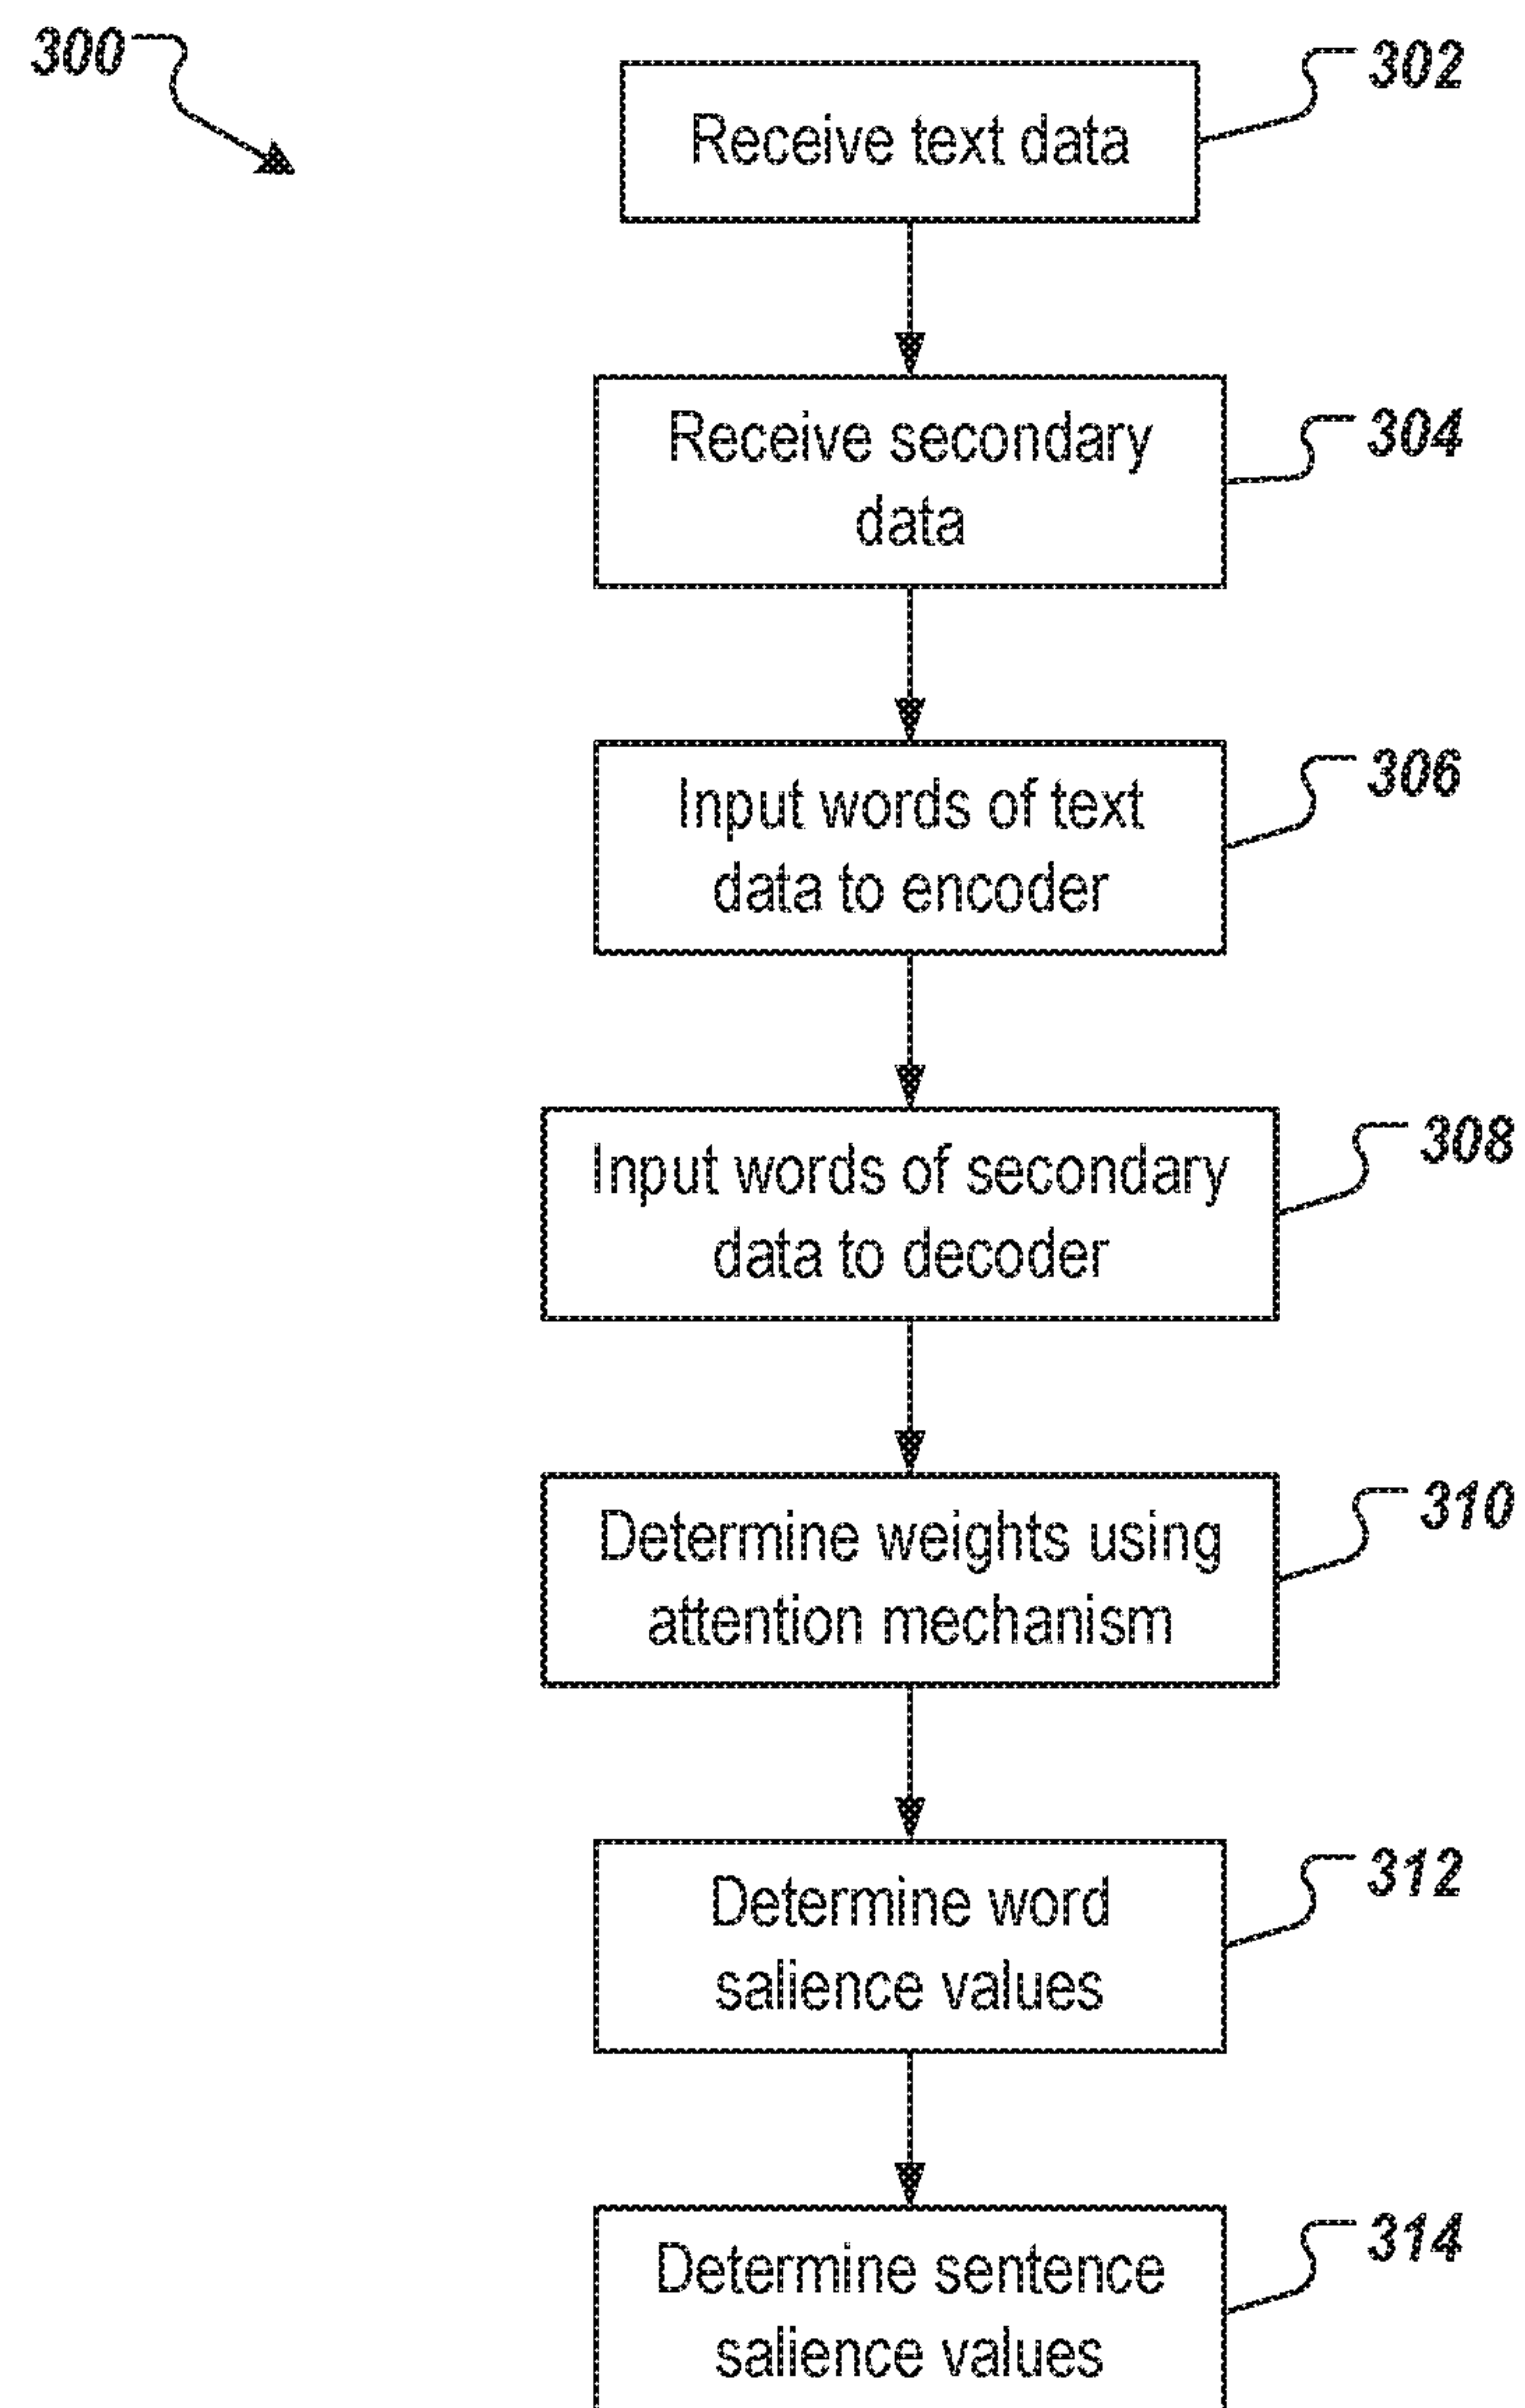 300
302
Receive text data
304
Receive secondary
data
306
Input words of text
data to encoder
308
Input words of secondary
data to decoder
310
Determine weights using
attention mechanism
312
Determine word
salience values
314
Determine sentence
salience values